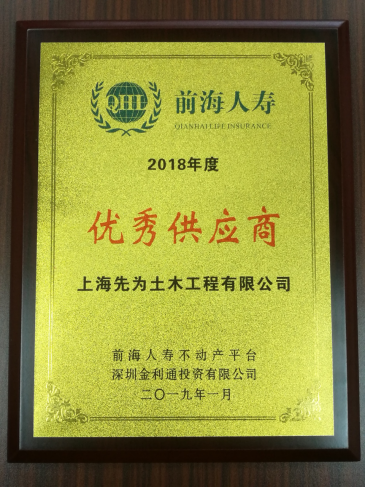 QHL
前海人寿
QIANHAI LIFE INSURANCE
2018年度
优秀供应商
上海先为土木工程有限公司
前海人寿不动产平台
深圳金利通投资有限公司
二〇一九年一月